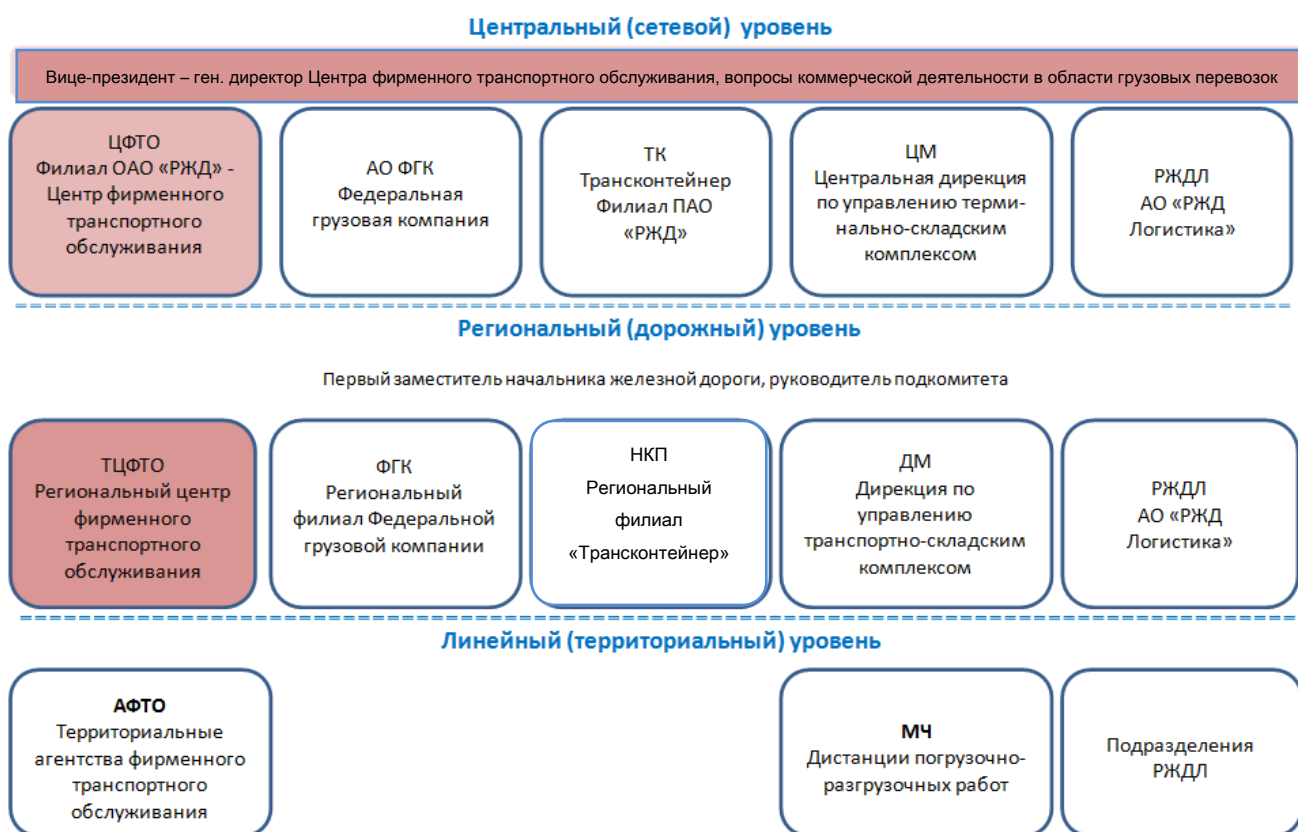 Центральный (сетевой) уровень
Вице-президент – ген. директор Центра фирменного транспортного обслуживания, вопросы коммерческой деятельности в области грузовых перевозок
ЦФТО
Филиал ОАО «РЖД» -
Центр фирменного
транспортного
обслуживания
АО ФГК
Федеральная
грузовая компания
ТК
Трансконтейнер
Филиал ПАО
«РЖД»
ЦМ
Центральная дирекция
по управлению терми-
нально-складским
комплексом
РЖДЛ
АО «РЖД
Логистика»
Региональный (дорожный) уровень
Первый заместитель начальника железной дороги, руководитель подкомитета
ТЦФТО
Региональный центр
фирменного
транспортного
обслуживания
ФГК
Региональный
филиал Федеральной
грузовой компании
НКП
Региональный
филиал
«Трансконтейнер»
ДМ
Дирекция по
управлению
транспортно-складским
комплексом
РЖДЛ
АО «РЖД
Логистика»
Линейный (территориальный) уровень
АФТО
Территориальные
агентства фирменного
транспортного
обслуживания
МЧ
Дистанции погрузочно-
разгрузочных работ
Подразделения
РЖДЛ